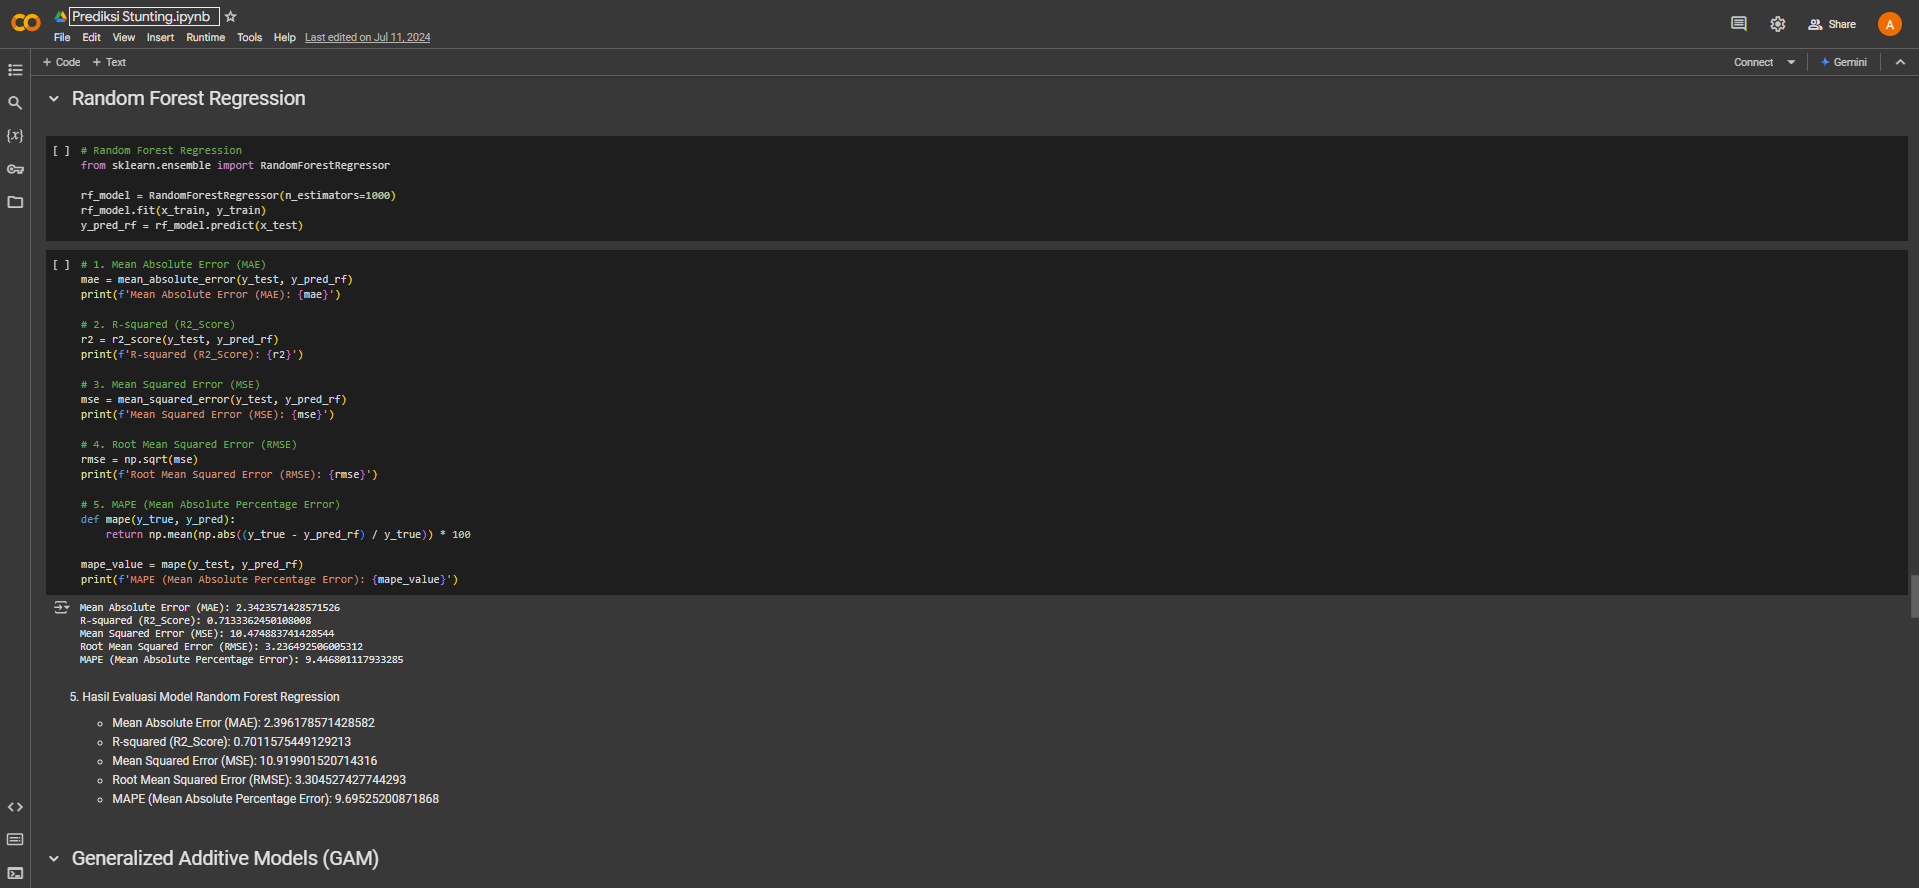 Prediksi Stunting.ipynb
File Edit View Insert Runtime Tools Help Last edited on Jul 11, 2024
Share
A
+ Code + Text
Connect
Gemini
Random Forest Regression
[ ] # Random Forest Regression
from sklearn.ensemble import RandomForestRegressor
rf_model = RandomForestRegressor(n_estimators=1000)
rf_model.fit(x_train, y_train)
y_pred_rf = rf_model.predict(x_test)
[ ] # 1. Mean Absolute Error (MAE)
mae = mean_absolute_error(y_test, y_pred_rf)
print(f'Mean Absolute Error (MAE): {mae}')
# 2. R-squared (R2_Score)
r2 = r2_score(y_test, y_pred_rf)
print(f'R-squared (R2_Score): {r2}')
# 3. Mean Squared Error (MSE)
mse = mean_squared_error(y_test, y_pred_rf)
print(f'Mean Squared Error (MSE): {mse}')
# 4. Root Mean Squared Error (RMSE)
rmse = np.sqrt(mse)
print(f'Root Mean Squared Error (RMSE): {rmse}')
# 5. MAPE (Mean Absolute Percentage Error)
def mape(y_true, y_pred):
return np.mean(np.abs((y_true - y_pred_rf) / y_true)) * 100
mape_value = mape(y_test, y_pred_rf)
print(f'MAPE (Mean Absolute Percentage Error): {mape_value}')
Mean Absolute Error (MAE): 2.3423571428571526
R-squared (R2_Score): 0.7133362450108008
Mean Squared Error (MSE): 10.474883741428544
Root Mean Squared Error (RMSE): 3.236492506005312
MAPE (Mean Absolute Percentage Error): 9.446801117933285
5. Hasil Evaluasi Model Random Forest Regression
Mean Absolute Error (MAE): 2.396178571428582
R-squared (R2_Score): 0.7011575449129213
Mean Squared Error (MSE): 10.919901520714316
Root Mean Squared Error (RMSE): 3.304527427744293
MAPE (Mean Absolute Percentage Error): 9.69525200871868
Generalized Additive Models (GAM)